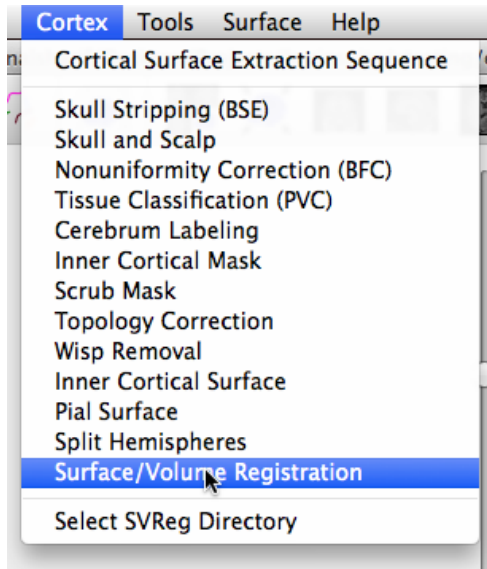 Cortex Tools Surface Help
Cortical Surface Extraction Sequence
Skull Stripping (BSE)
Skull and Scalp
Nonuniformity Correction (BFC)
Tissue Classification (PVC)
Cerebrum Labeling
Inner Cortical Mask
Scrub Mask
Topology Correction
Wisp Removal
Inner Cortical Surface
Pial Surface
Split Hemispheres
Surface/Volume Registration
Select SVReg Directory